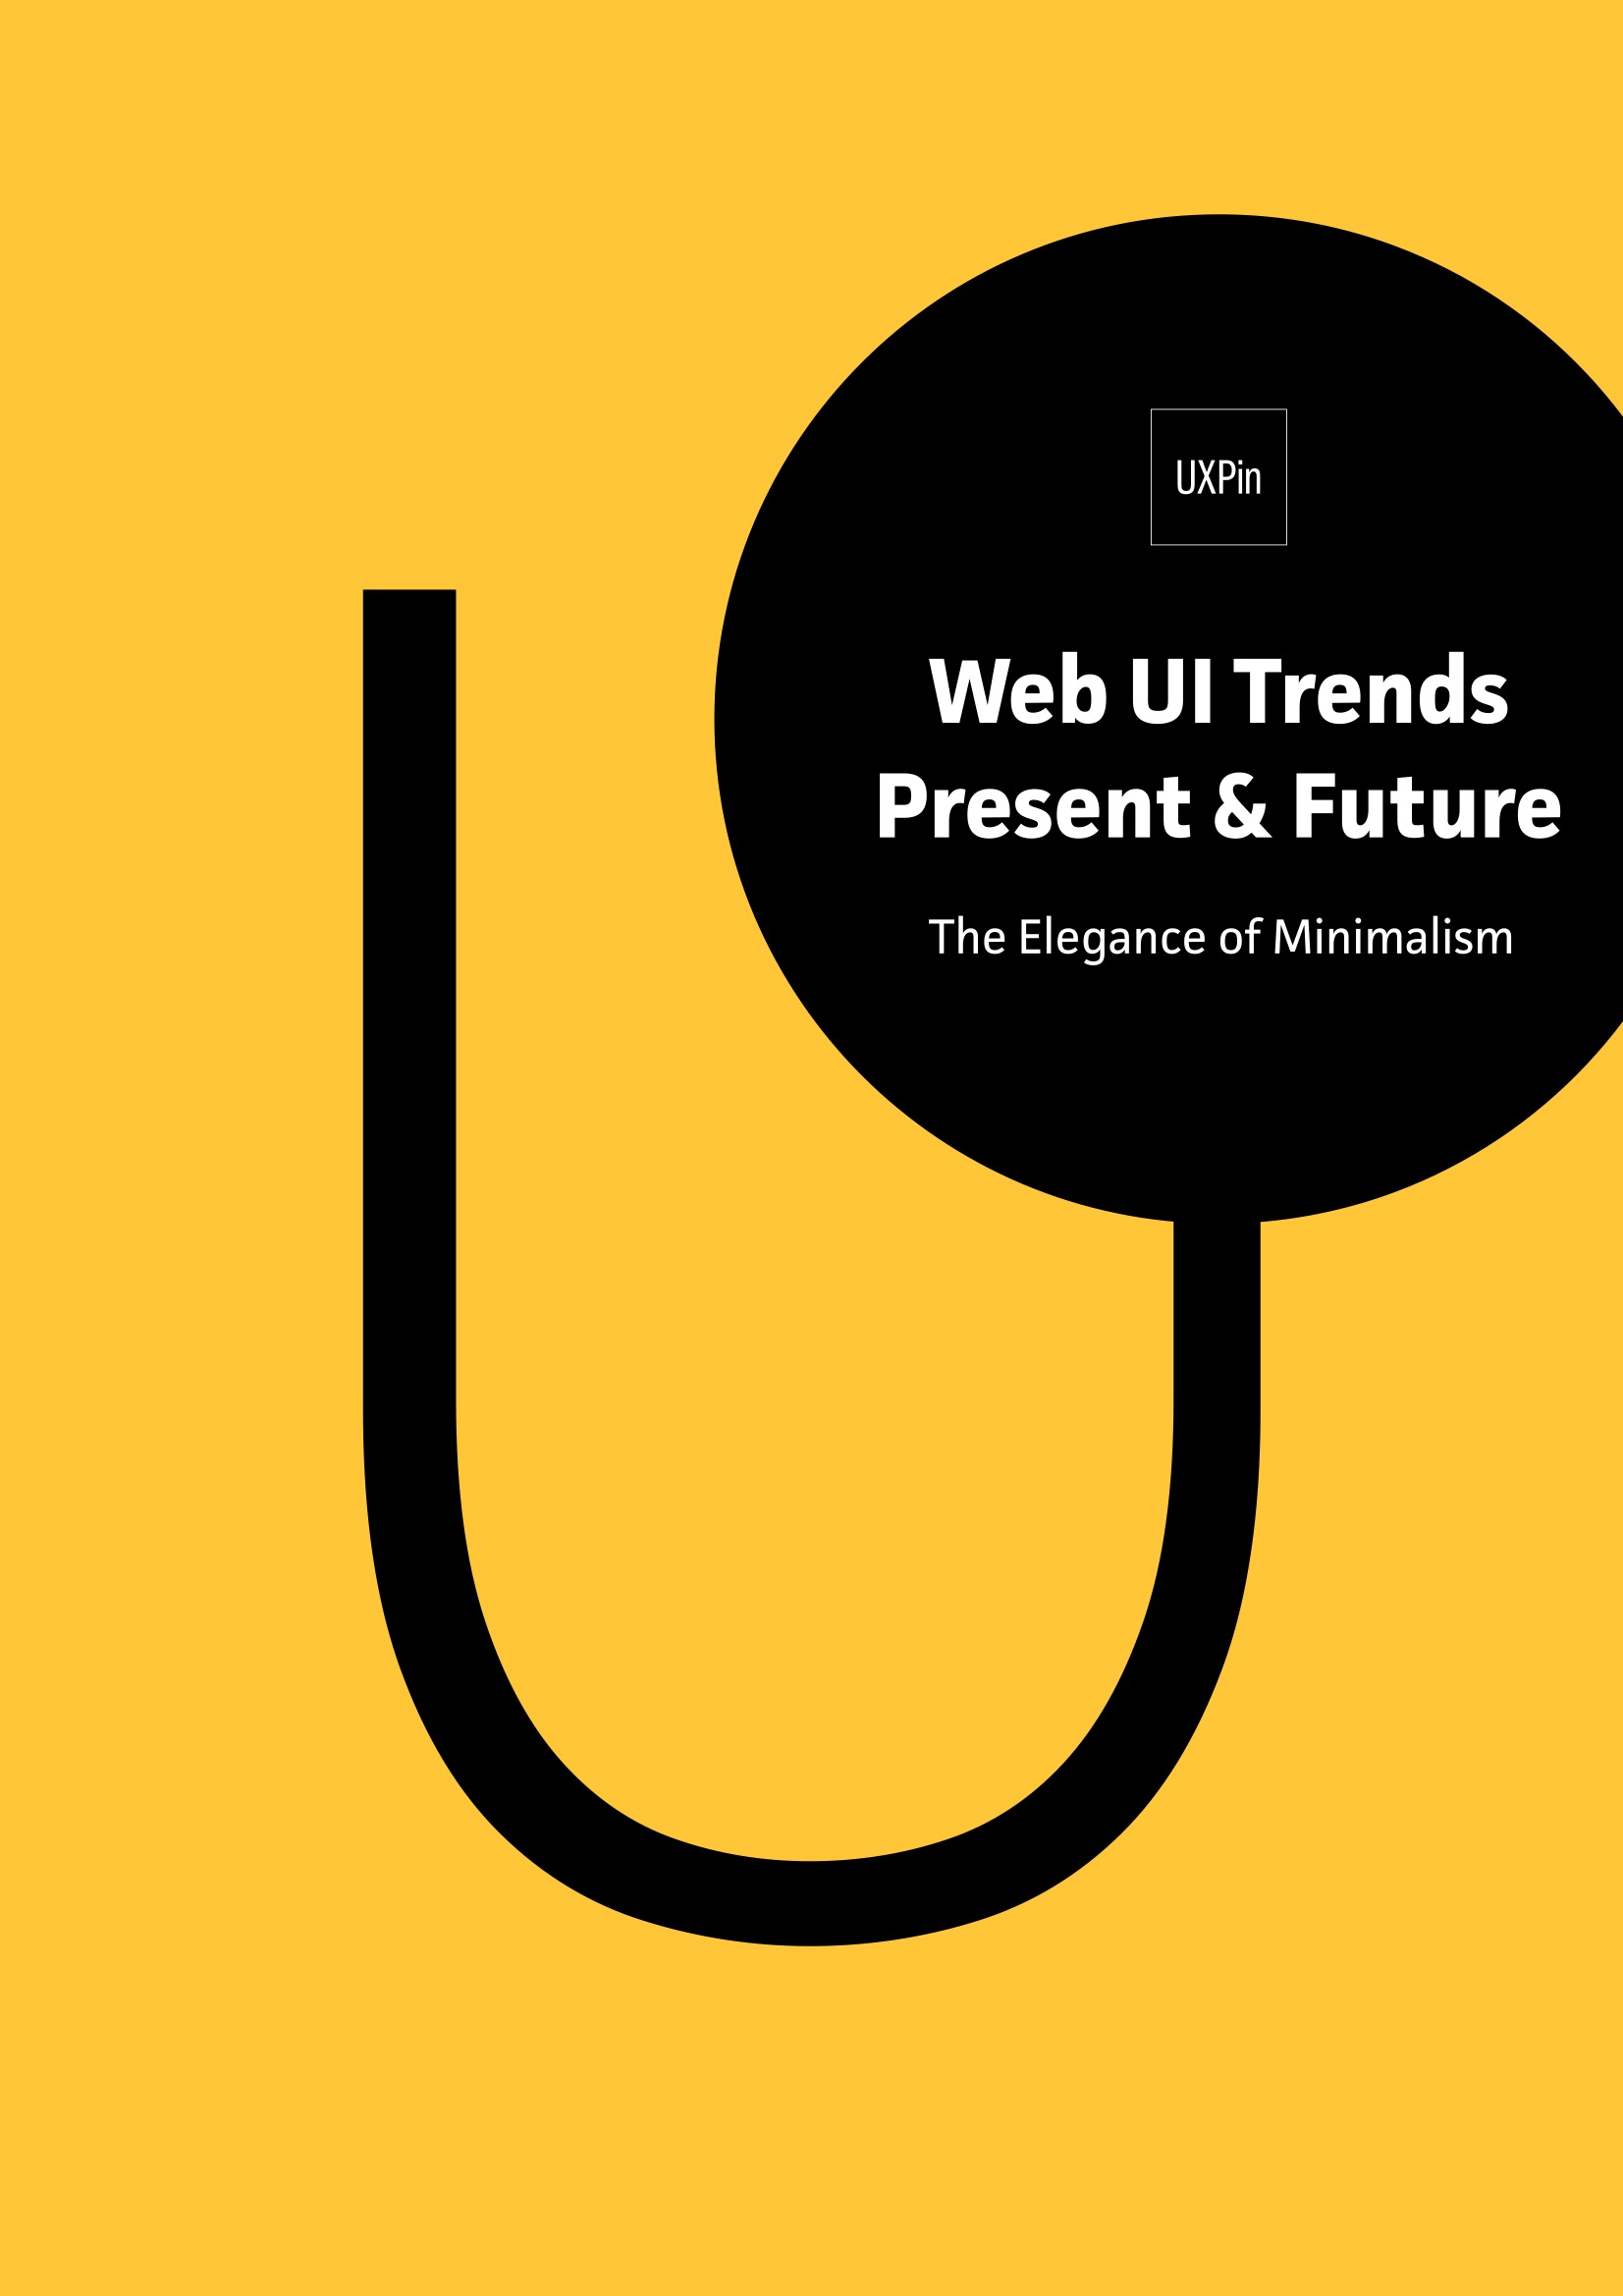 UXPin
Web UI Trends
Present & Future
The Elegance of Minimalism